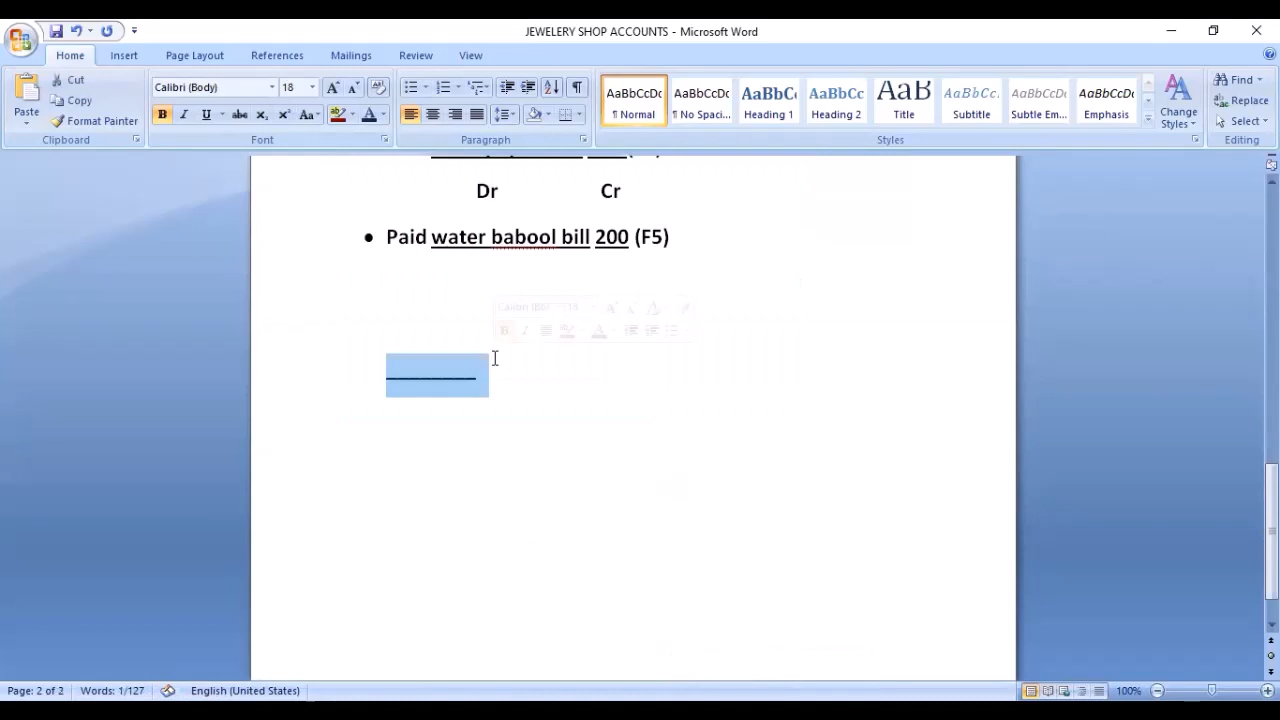 JEWELERY SHOP ACCOUNTS - Microsoft Word
Home Insert Page Layout References Mailings Review View
Paste
Cut
Copy
Format Painter
Clipboard
Calibri (Body) 18
Font
Paragraph
AaBbCcDc AaBbCcDc AaBbC AaBbCc AaB AaBbCc. AaBbCcDc AaBbCcDc
¶ Normal ¶ No Spaci... Heading 1 Heading 2 Title Subtitle Subtle Em... Emphasis
Change Styles
Styles
Find
Replace
Select
Editing
Dr Cr
• Paid water babool bill 200 (F5)
Page: 2 of 2 Words: 1/127 English (United States) 100%